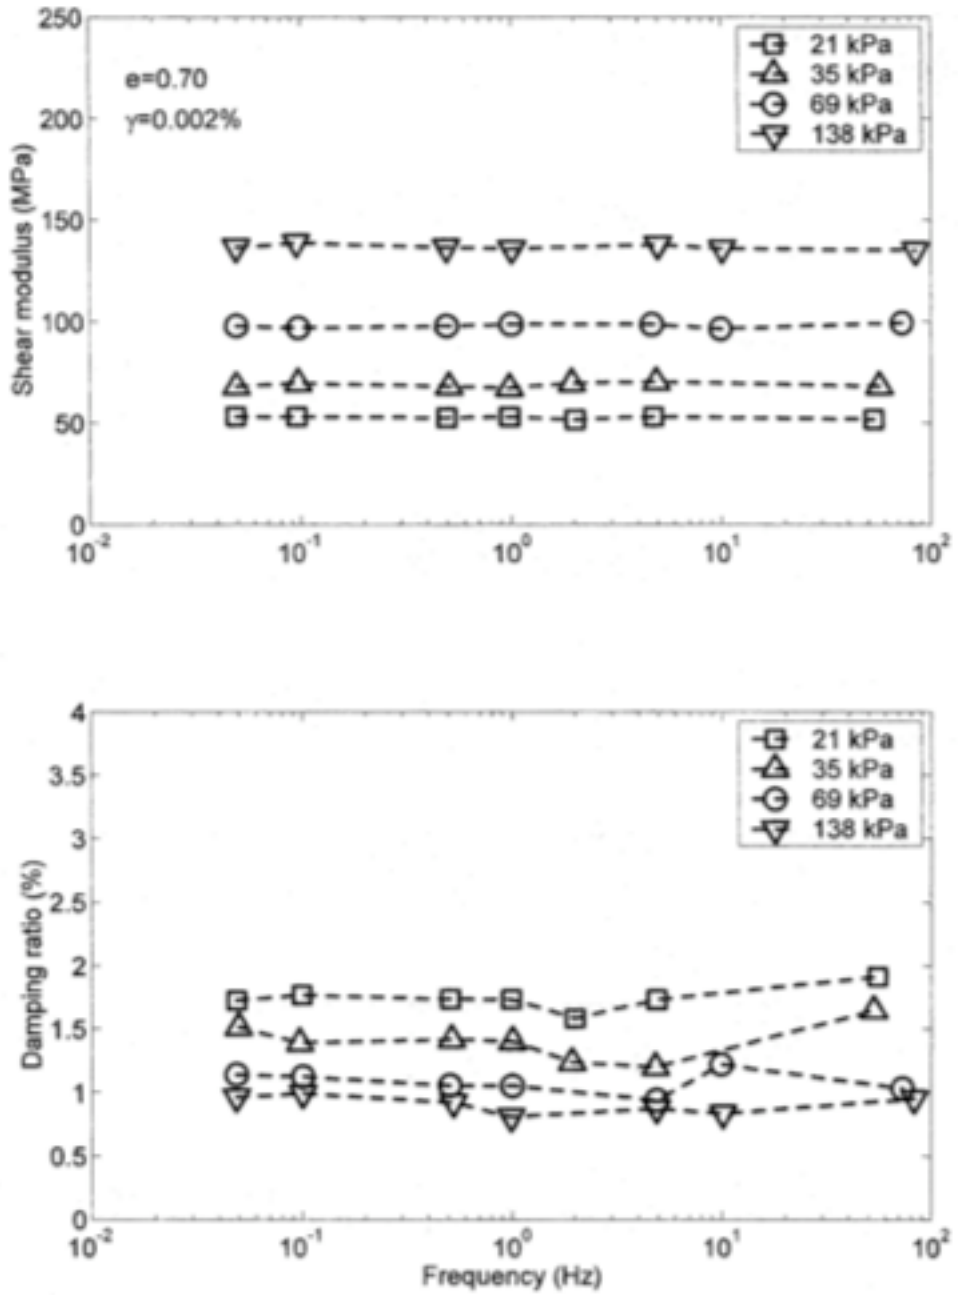 250
200
150
100
50
0
Shear modulus (MPa)
e=0.70
γ=0.002%
21 kPa
35 kPa
69 kPa
138 kPa
10⁻² 10⁻¹ 10⁰ 10¹ 10²
4
3.5
3
2.5
2
1.5
1
0.5
0
Damping ratio (%)
21 kPa
35 kPa
69 kPa
138 kPa
10⁻² 10⁻¹ 10⁰ 10¹ 10²
Frequency (Hz)